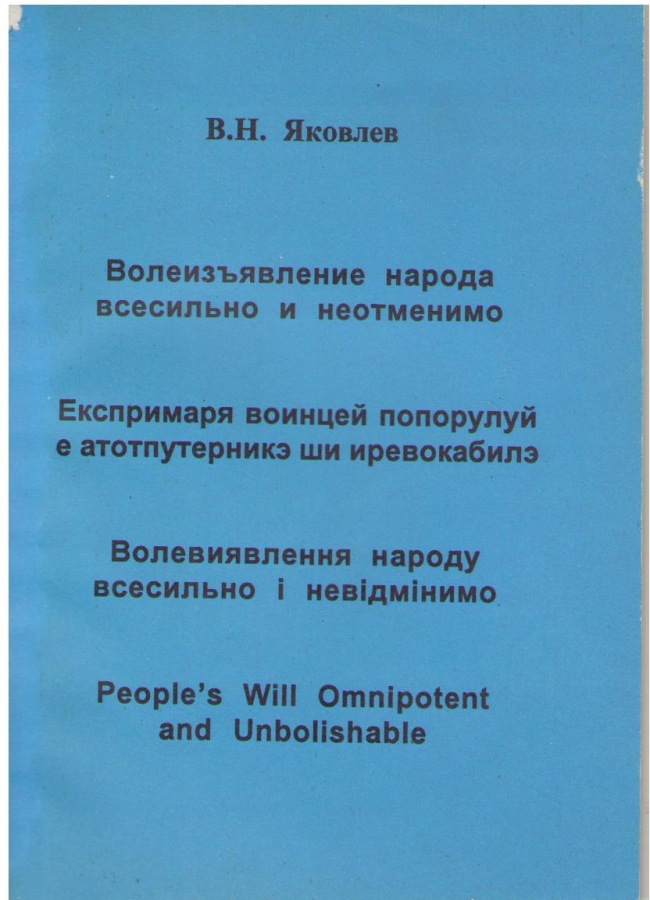 В.Н. Яковлев
Волеизъявление народа
всесильно и неотменимо
Експримаря воинцей попорулуй
е атотпутерникэ ши иревокабилэ
Волевиявлення народу
всесильно і невідмінимо
People's Will Omnipotent
and Unbolishable